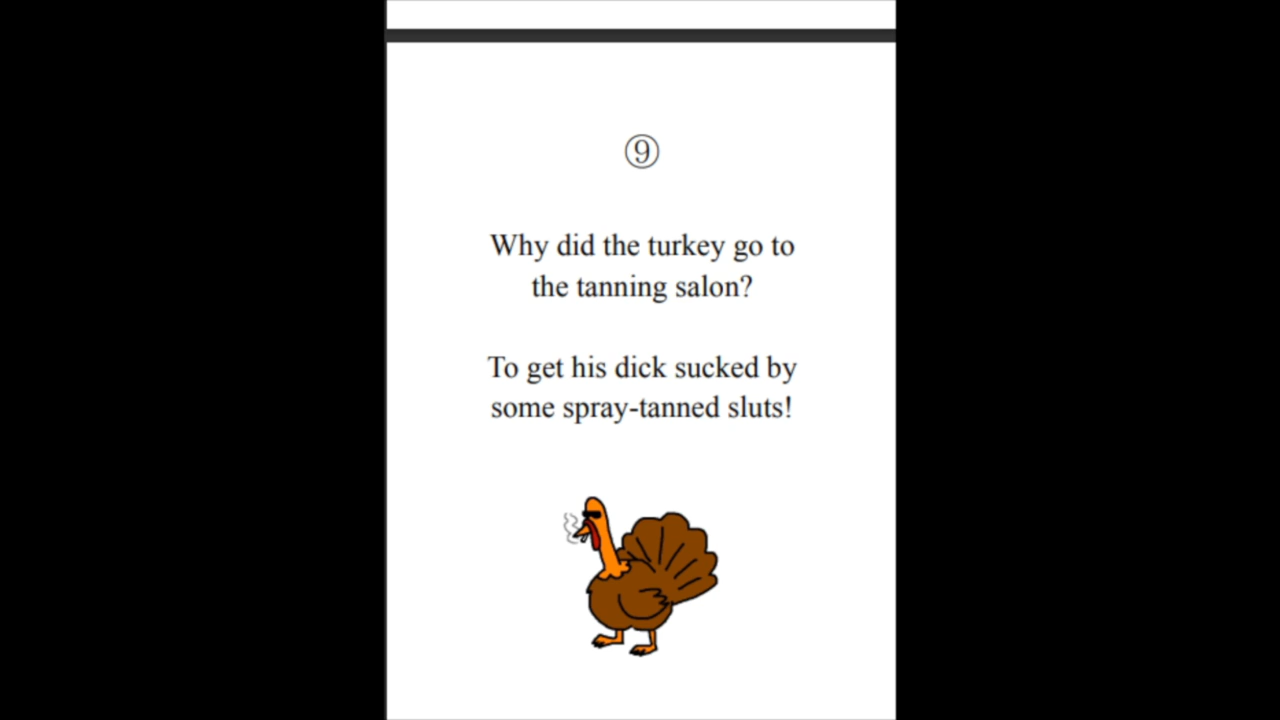 ⑨
Why did the turkey go to
the tanning salon?
To get his dick sucked by
some spray-tanned sluts!